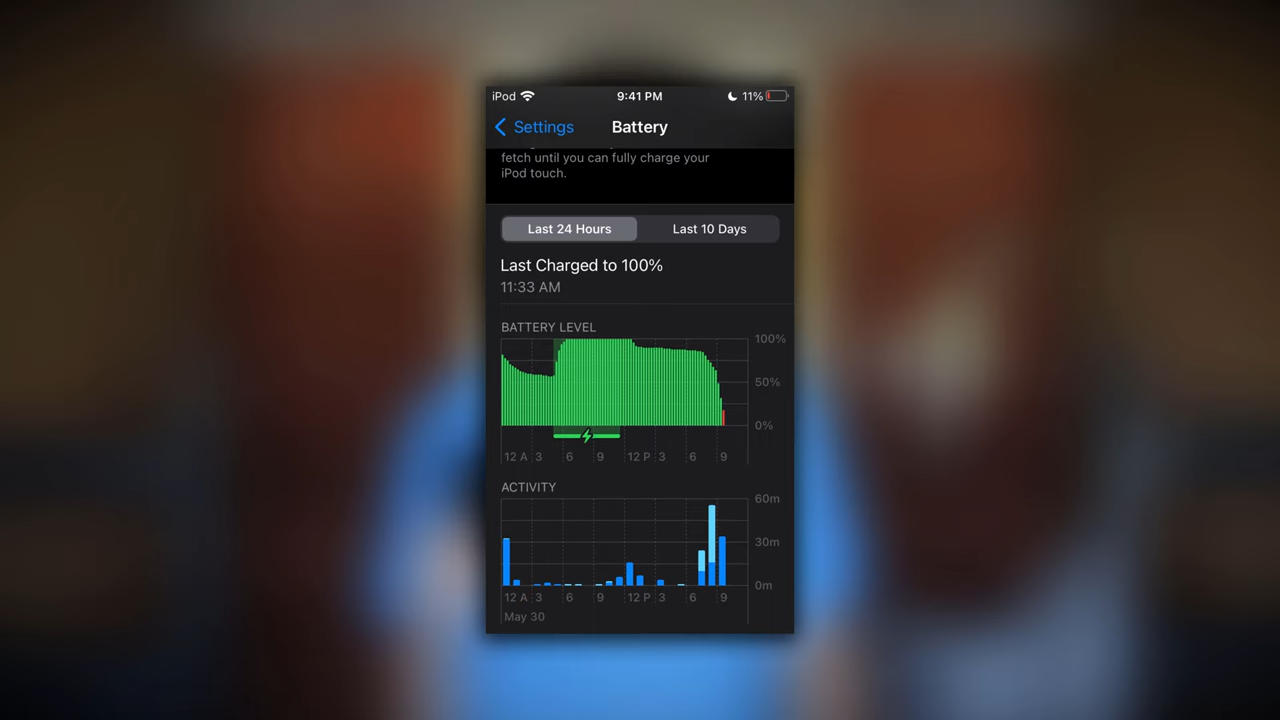 iPod 9:41 PM 11%
Settings Battery
fetch until you can fully charge your
iPod touch.
Last 24 Hours Last 10 Days
Last Charged to 100%
11:33 AM
BATTERY LEVEL
100%
50%
0%
12 A 3 6 9 12 P 3 6 9
ACTIVITY
60m
30m
0m
12 A 3 6 9 12 P 3 6 9
May 30